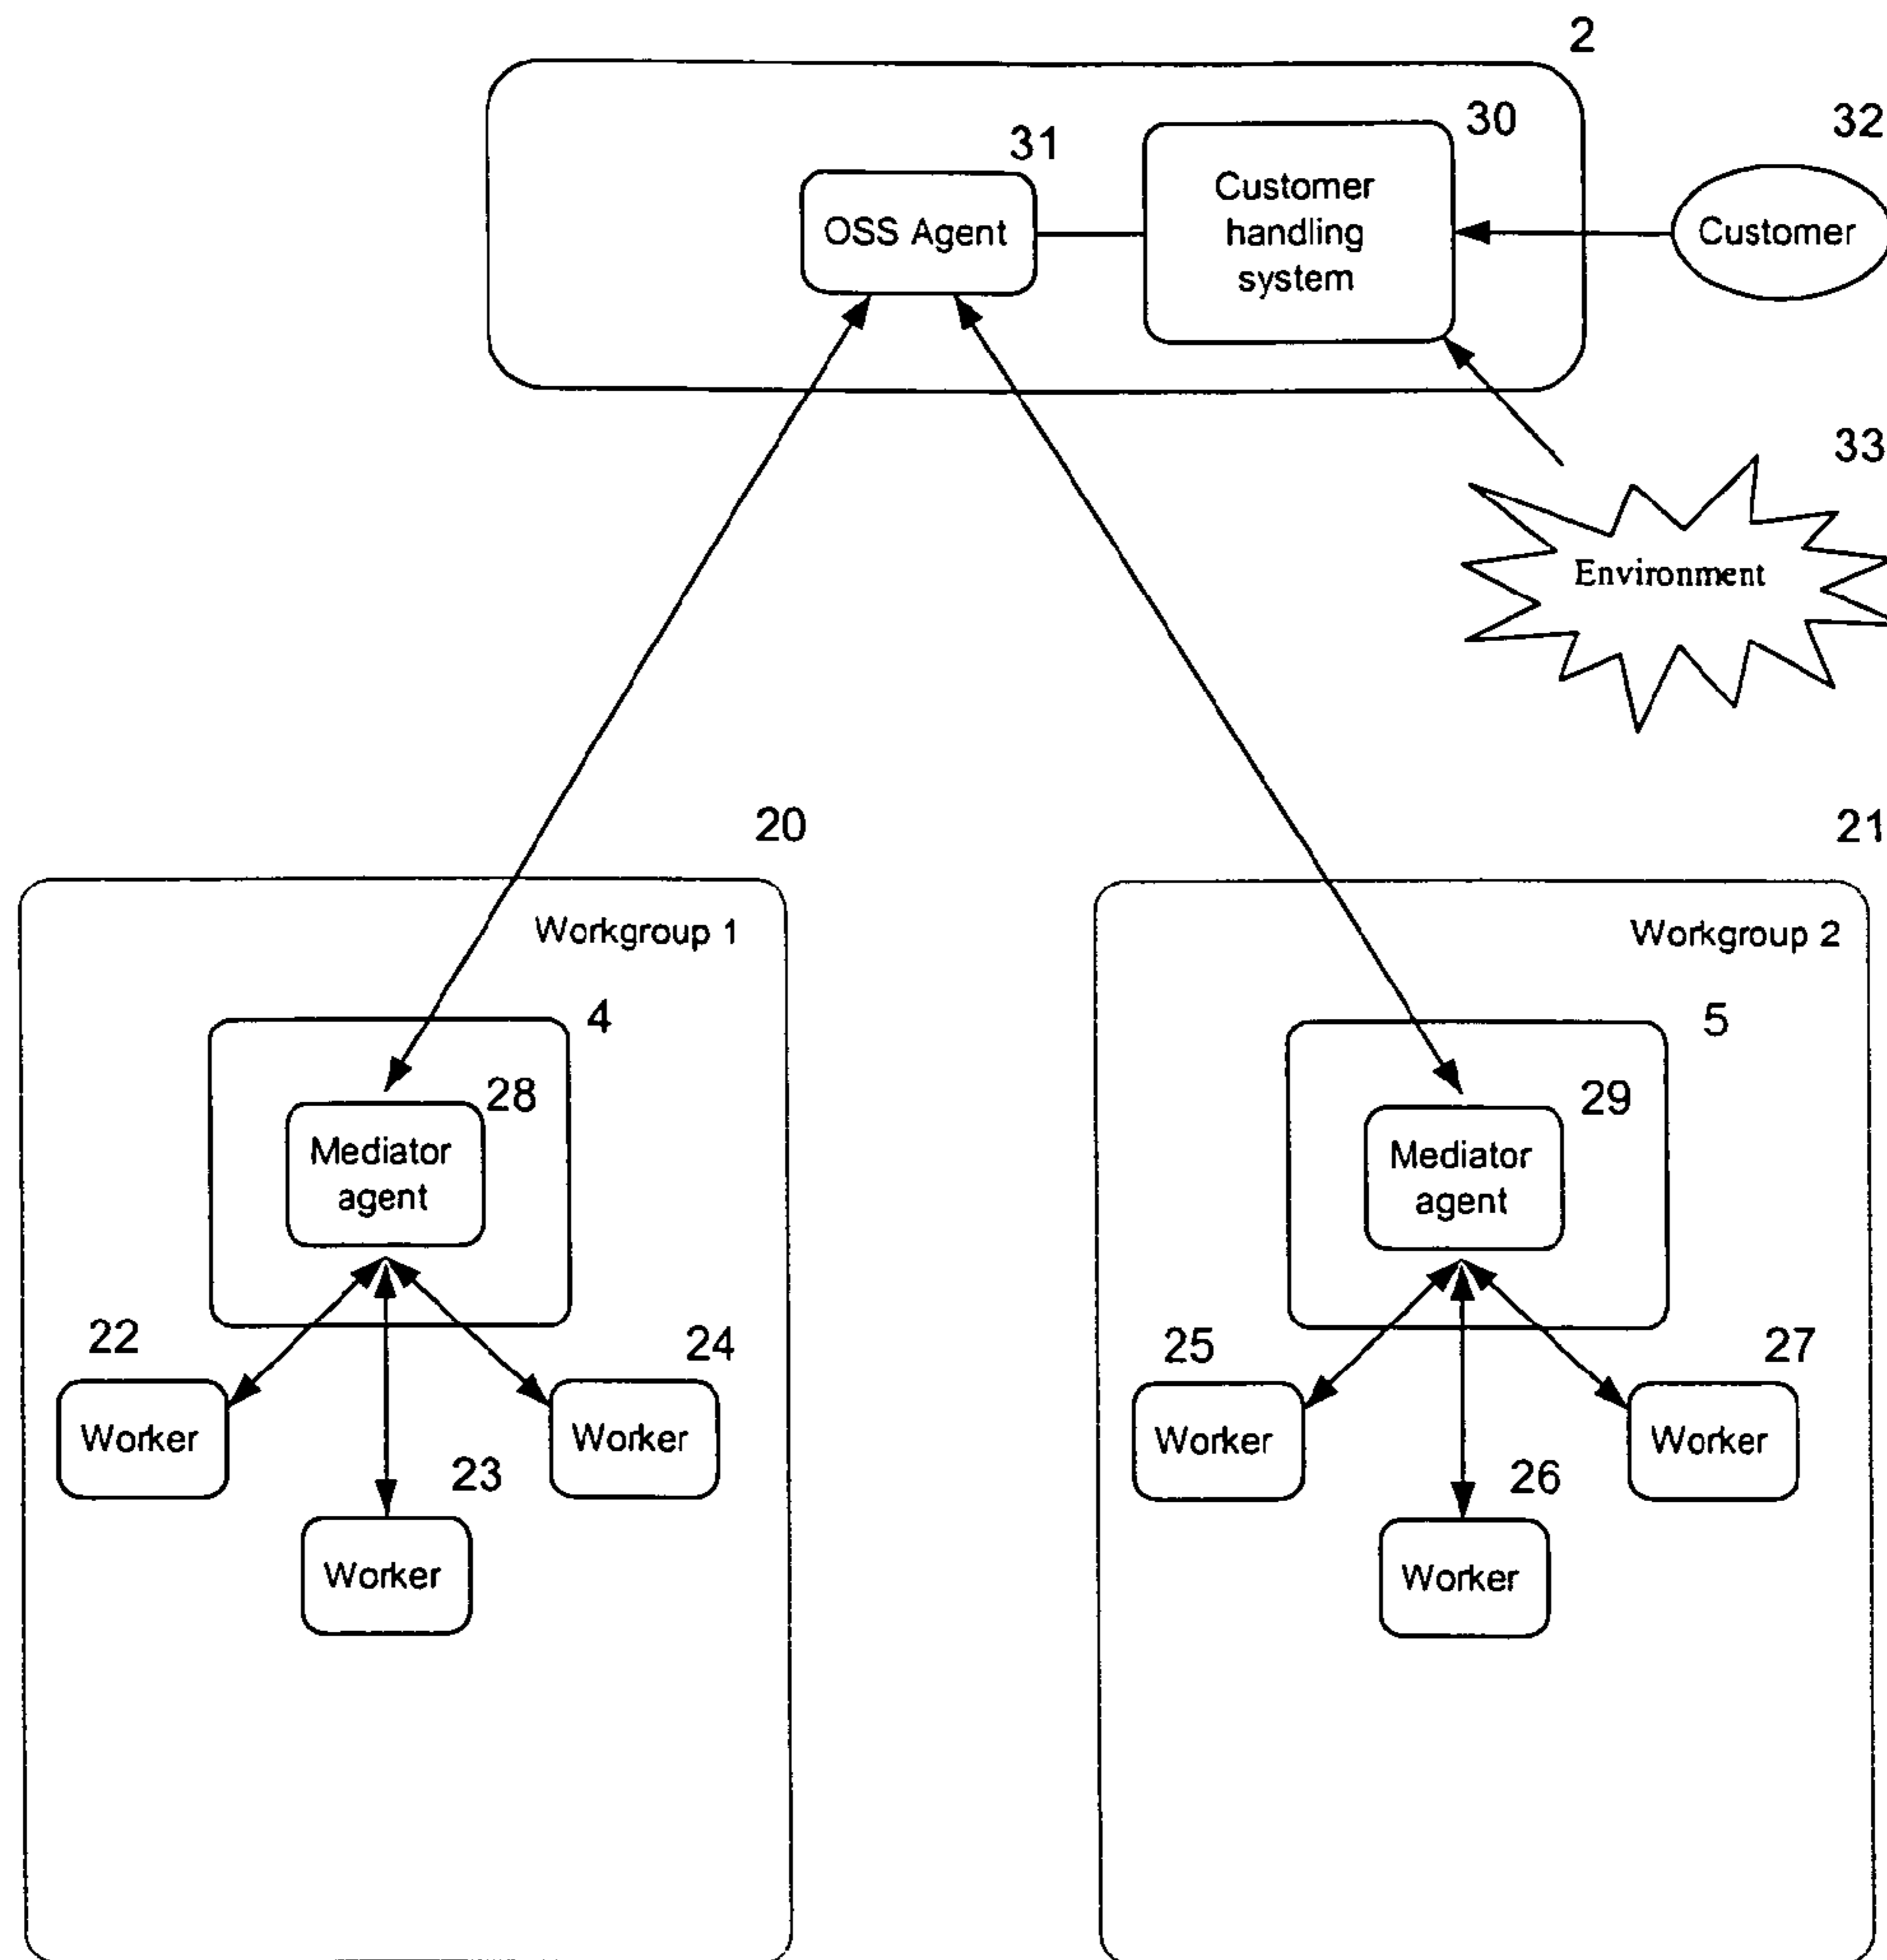 2
30
32
31
Customer
handling
system
OSS Agent
Customer
33
Environment
20
21
Workgroup 1
Workgroup 2
4
5
28
29
Mediator
agent
Mediator
agent
22
24
25
27
Worker
Worker
Worker
Worker
23
26
Worker
Worker